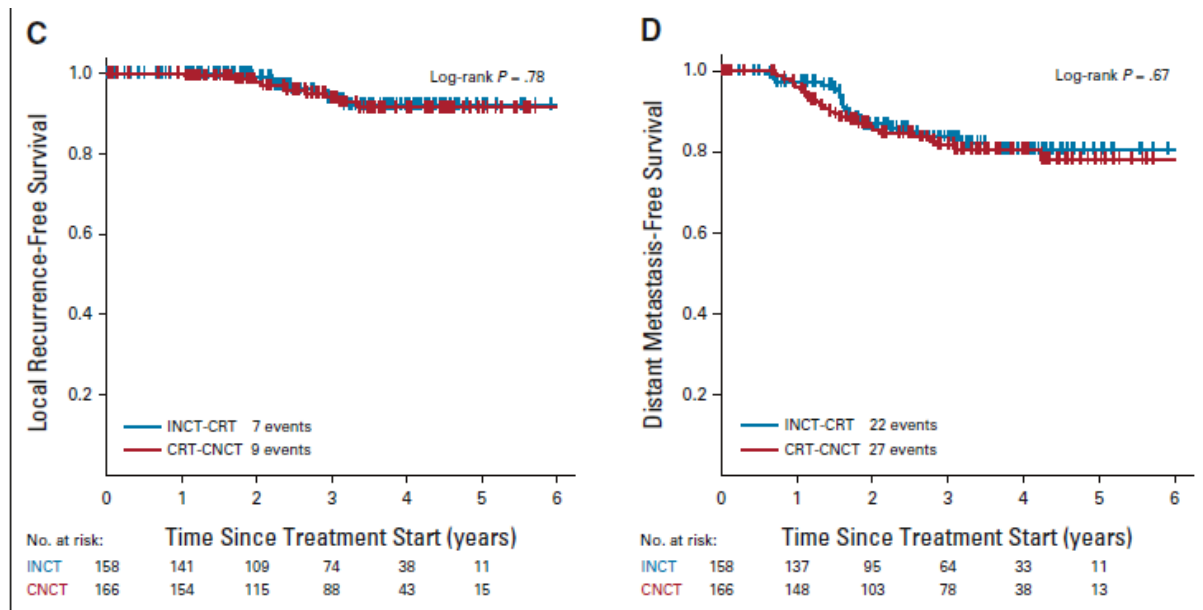 C
Local Recurrence-Free Survival
1.0
0.8
0.6
0.4
0.2
Log-rank P = .78
INCT-CRT 7 events
CRT-CNCT 9 events
0 1 2 3 4 5 6
Time Since Treatment Start (years)
No. at risk:
INCT 158 141 109 74 38 11
CNCT 166 154 115 88 43 15
D
Distant Metastasis-Free Survival
1.0
0.8
0.6
0.4
0.2
Log-rank P = .67
INCT-CRT 22 events
CRT-CNCT 27 events
0 1 2 3 4 5 6
Time Since Treatment Start (years)
No. at risk:
INCT 158 137 95 64 33 11
CNCT 166 148 103 78 38 13